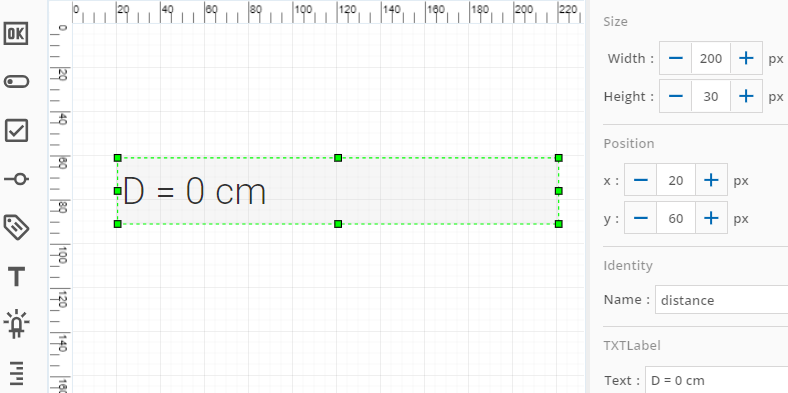 0 20 40 60 80 100 120 140 160 180 200 220
OK
0
20
40
60
80
100
120
140
160
D = 0 cm
Size
Width : 200 px
Height : 30 px
Position
x : 20 px
y : 60 px
Identity
Name : distance
TXTLabel
Text : D = 0 cm
T